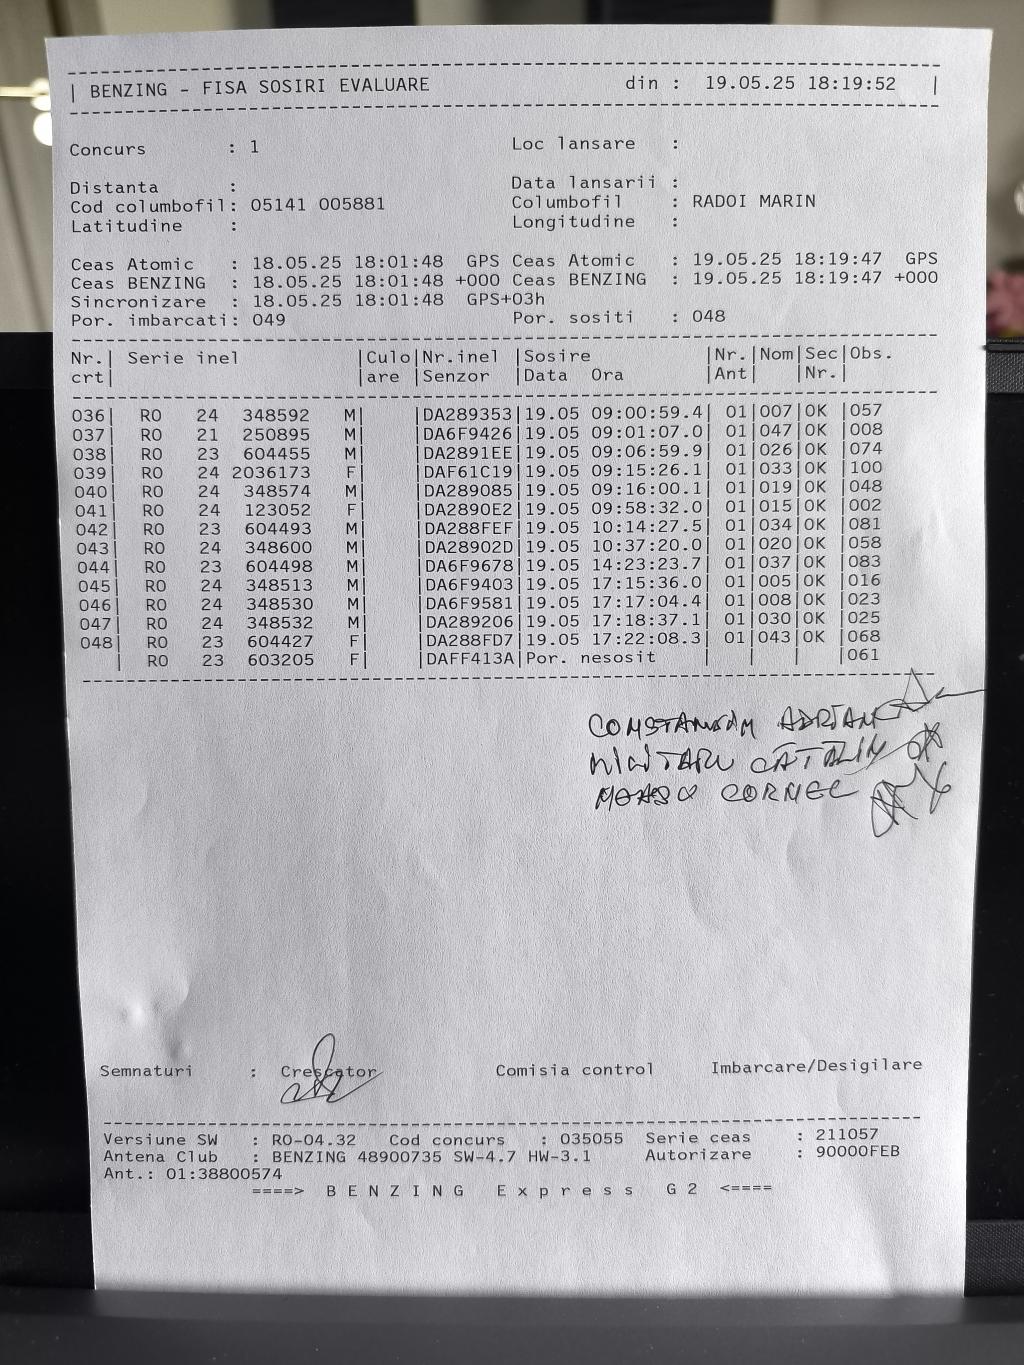 | BENZING - FISA SOSIRI EVALUARE din : 19.05.25 18:19:52 |
Concurs : 1 Loc lansare :
Distanta : Data lansarii :
Cod columbofil: 05141 005881 Columbofil : RADOI MARIN
Latitudine : Longitudine :
Ceas Atomic : 18.05.25 18:01:48 GPS Ceas Atomic : 19.05.25 18:19:47 GPS
Ceas BENZING : 18.05.25 18:01:48 +000 Ceas BENZING : 19.05.25 18:19:47 +000
Sincronizare : 18.05.25 18:01:48 GPS+03h
Por. imbarcati: 049 Por. sositi : 048
Nr.| Serie inel |Culo|Nr.inel |Sosire |Nr.|Nom|Sec|Obs.
crt| |are |Senzor |Data Ora |Ant| |Nr.|
036| RO 24 348592 M| |DA289353|19.05 09:00:59.4| 01|007|OK |057
037| RO 21 250895 M| |DA6F9426|19.05 09:01:07.0| 01|047|OK |008
038| RO 23 604455 M| |DA2891EE|19.05 09:06:59.9| 01|026|OK |074
039| RO 24 2036173 F| |DAF61C19|19.05 09:15:26.1| 01|033|OK |100
040| RO 24 348574 M| |DA289085|19.05 09:16:00.1| 01|019|OK |048
041| RO 24 123052 F| |DA2890E2|19.05 09:58:32.0| 01|015|OK |002
042| RO 23 604493 M| |DA288FEF|19.05 10:14:27.5| 01|034|OK |081
043| RO 24 348600 M| |DA28902D|19.05 10:37:20.0| 01|020|OK |058
044| RO 23 604498 M| |DA6F9678|19.05 14:23:23.7| 01|037|OK |083
045| RO 24 348513 M| |DA6F9403|19.05 17:15:36.0| 01|005|OK |016
046| RO 24 348530 M| |DA6F9581|19.05 17:17:04.4| 01|008|OK |023
047| RO 24 348532 M| |DA289206|19.05 17:18:37.1| 01|030|OK |025
048| RO 23 604427 F| |DA288FD7|19.05 17:22:08.3| 01|043|OK |068
| RO 23 603205 F| |DAFF413A|Por. nesosit | | | |061
ADRIAN
CATALIN
CORNEL
Semnaturi : Crescator Comisia control Imbarcare/Desigilare
Versiune SW : RO-04.32 Cod concurs : 035055 Serie ceas : 211057
Antena Club : BENZING 48900735 SW-4.7 HW-3.1 Autorizare : 90000FEB
Ant.: 01:38800574
====> B E N Z I N G E x p r e s s G 2 <====